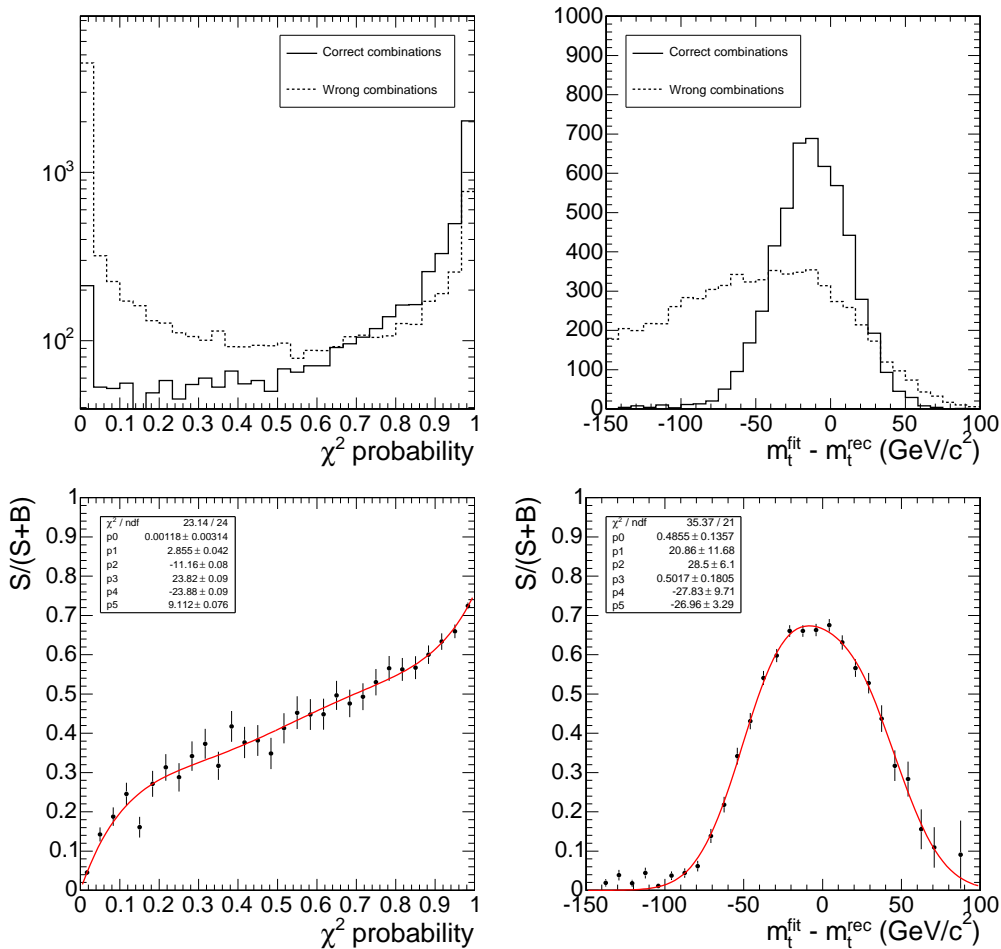 10³
10²
0 0.1 0.2 0.3 0.4 0.5 0.6 0.7 0.8 0.9 1
χ² probability
Correct combinations
Wrong combinations
1000
900
800
700
600
500
400
300
200
100
0
-150 -100 -50 0 50 100
m_t^fit - m_t^rec (GeV/c²)
Correct combinations
Wrong combinations
S/(S+B)
1
0.9
0.8
0.7
0.6
0.5
0.4
0.3
0.2
0.1
0
0 0.1 0.2 0.3 0.4 0.5 0.6 0.7 0.8 0.9 1
χ² probability
χ² / ndf 23.14 / 24
p0 0.00118 ± 0.00314
p1 2.855 ± 0.042
p2 -11.16 ± 0.08
p3 23.82 ± 0.09
p4 -23.88 ± 0.09
p5 9.112 ± 0.076
S/(S+B)
1
0.9
0.8
0.7
0.6
0.5
0.4
0.3
0.2
0.1
0
-150 -100 -50 0 50 100
m_t^fit - m_t^rec (GeV/c²)
χ² / ndf 35.37 / 21
p0 0.4855 ± 0.1357
p1 20.86 ± 11.68
p2 28.5 ± 6.1
p3 0.5017 ± 0.1805
p4 -27.83 ± 9.71
p5 -26.96 ± 3.29